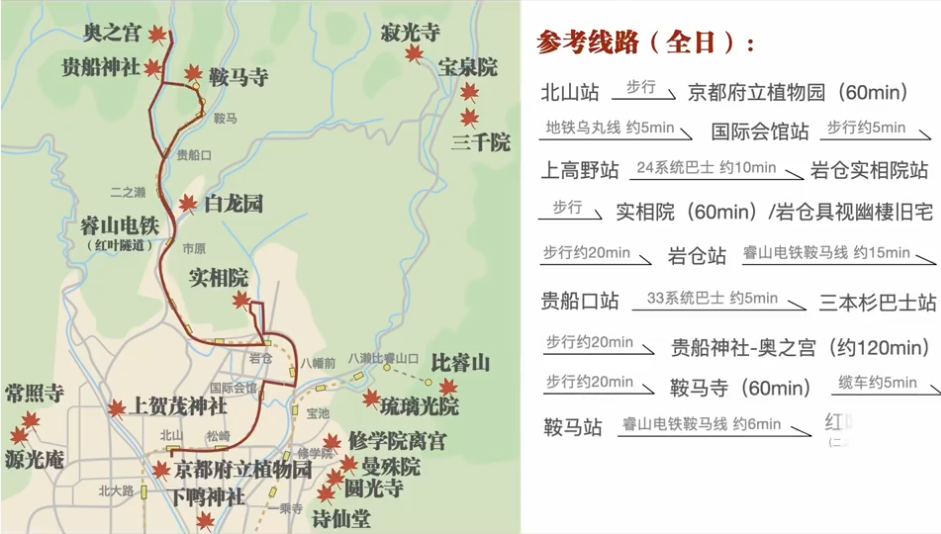 奥之宫
贵船神社
鞍马寺
鞍马
贵船口
二之濑
白龙园
睿山电铁
（红叶隧道）
市原
实相院
岩仓
八幡前
八濑比睿山口
比睿山
国际会馆
琉璃光院
宝池
寂光寺
宝泉院
三千院
常照寺
源光庵
上贺茂神社
北山
松崎
京都府立植物园
北大路
下鸭神社
修学院
修学院离宫
曼殊院
圆光寺
一乘寺
诗仙堂
参考线路（全日）：
北山站 步行 京都府立植物园（60min）
地铁乌丸线 约5min 国际会馆站 步行约5min
上高野站 24系统巴士 约10min 岩仓实相院站
步行 实相院（60min）/岩仓具视幽棲旧宅
步行约20min 岩仓站 睿山电铁鞍马线 约15min
贵船口站 33系统巴士 约5min 三本杉巴士站
步行约20min 贵船神社-奥之宫（约120min）
步行约20min 鞍马寺（60min） 缆车约5min
鞍马站 睿山电铁鞍马线 约6min 红
（二